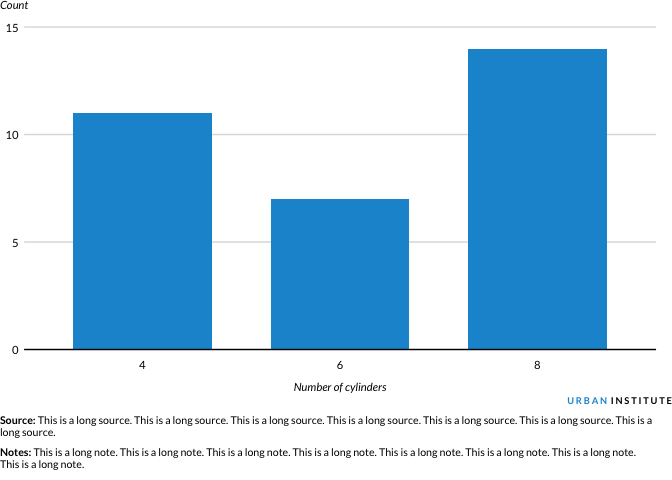 Count
15
10
5
0
4 6 8
Number of cylinders
URBAN INSTITUTE
Source: This is a long source. This is a long source. This is a long source. This is a long source. This is a long source. This is a long source. This is a
long source.
Notes: This is a long note. This is a long note. This is a long note. This is a long note. This is a long note. This is a long note. This is a long note.
This is a long note.